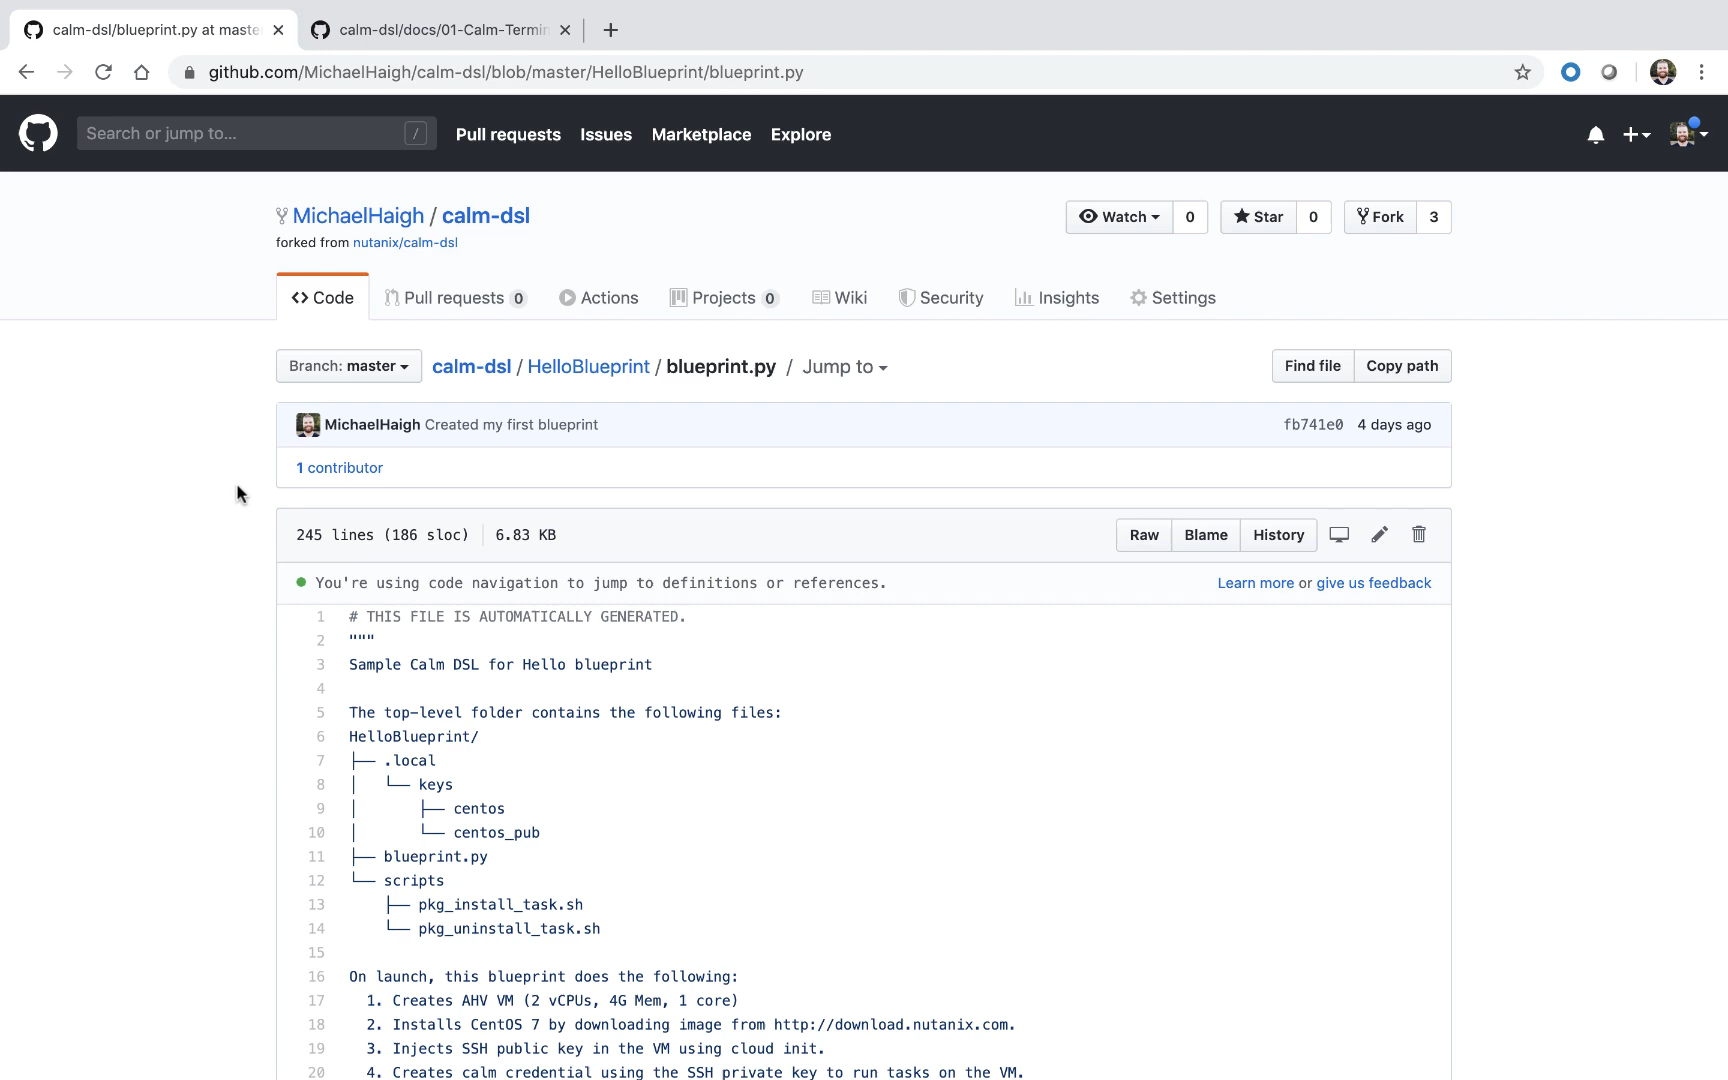 calm-dsl/blueprint.py at maste
calm-dsl/docs/01-Calm-Termin
github.com/MichaelHaigh/calm-dsl/blob/master/HelloBlueprint/blueprint.py
Search or jump to...
/
Pull requests Issues Marketplace Explore
MichaelHaigh / calm-dsl
Watch 0 Star 0 Fork 3
forked from nutanix/calm-dsl
<> Code Pull requests 0 Actions Projects 0 Wiki Security Insights Settings
Branch: master calm-dsl / HelloBlueprint / blueprint.py / Jump to Find file Copy path
MichaelHaigh Created my first blueprint fb741e0 4 days ago
1 contributor
245 lines (186 sloc) 6.83 KB Raw Blame History
You're using code navigation to jump to definitions or references. Learn more or give us feedback
1 # THIS FILE IS AUTOMATICALLY GENERATED.
2 """
3 Sample Calm DSL for Hello blueprint
4
5 The top-level folder contains the following files:
6 HelloBlueprint/
7 ├── .local
8 │   └── keys
9 │       ├── centos
10 │       └── centos_pub
11 ├── blueprint.py
12 └── scripts
13     ├── pkg_install_task.sh
14     └── pkg_uninstall_task.sh
15
16 On launch, this blueprint does the following:
17 1. Creates AHV VM (2 vCPUs, 4G Mem, 1 core)
18 2. Installs CentOS 7 by downloading image from http://download.nutanix.com.
19 3. Injects SSH public key in the VM using cloud init.
20 4. Creates calm credential using the SSH private key to run tasks on the VM.